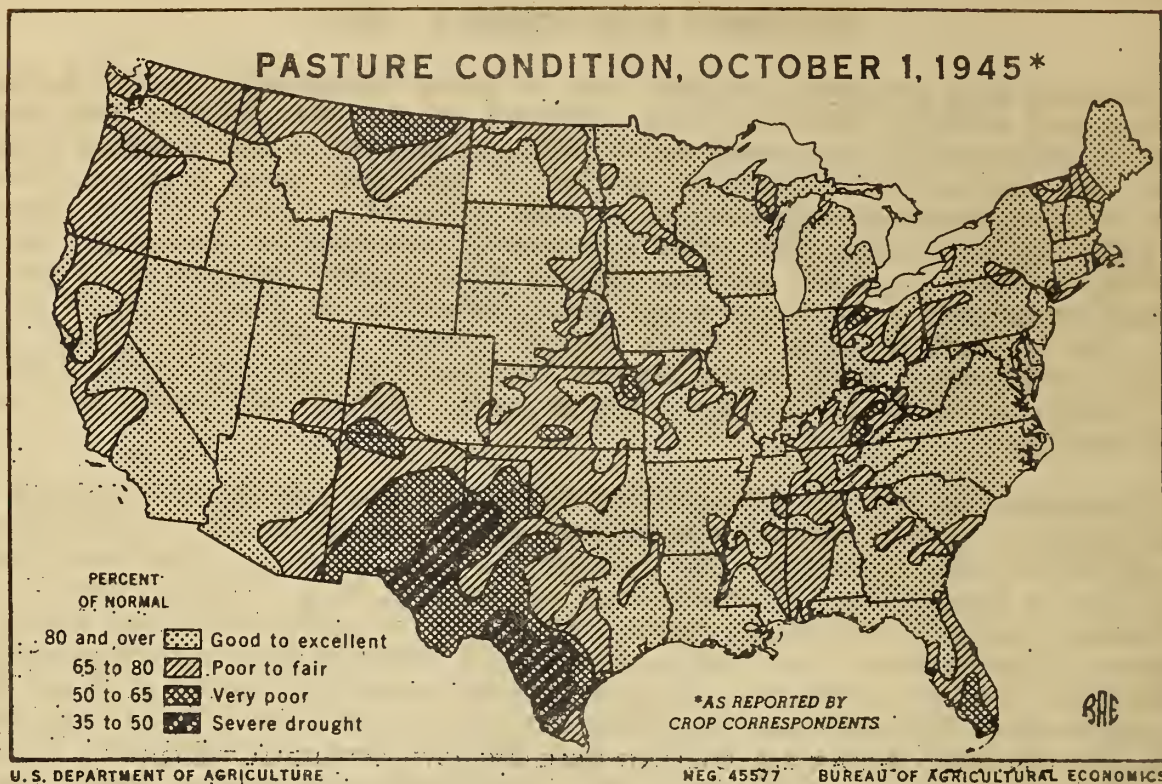 PASTURE CONDITION, OCTOBER 1, 1945*
PERCENT
OF NORMAL
80 and over Good to excellent
65 to 80 Poor to fair
50 to 65 Very poor
35 to 50 Severe drought
*AS REPORTED BY
CROP CORRESPONDENTS
BAE
U.S. DEPARTMENT OF AGRICULTURE NEG. 45577 BUREAU OF AGRICULTURAL ECONOMIC